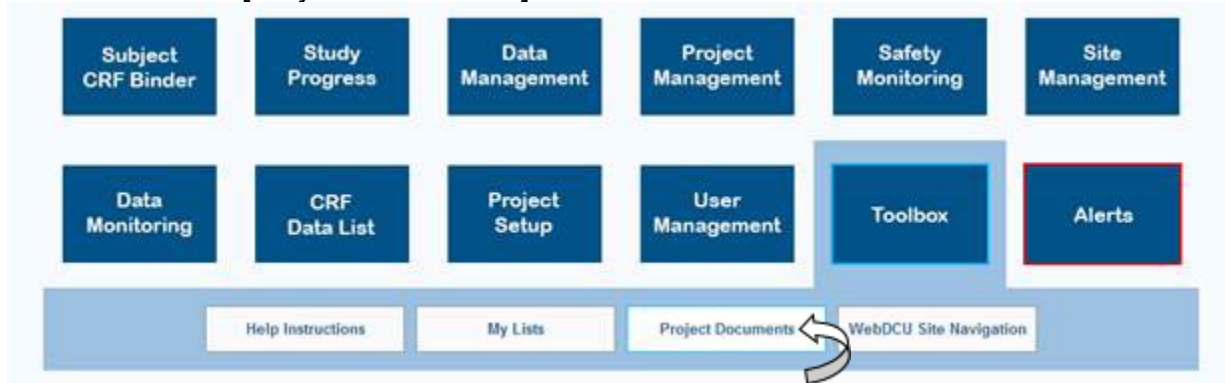 Subject
CRF Binder
Study
Progress
Data
Management
Project
Management
Safety
Monitoring
Site
Management
Data
Monitoring
CRF
Data List
Project
Setup
User
Management
Toolbox
Alerts
Help Instructions
My Lists
Project Documents
WebDCU Site Navigation